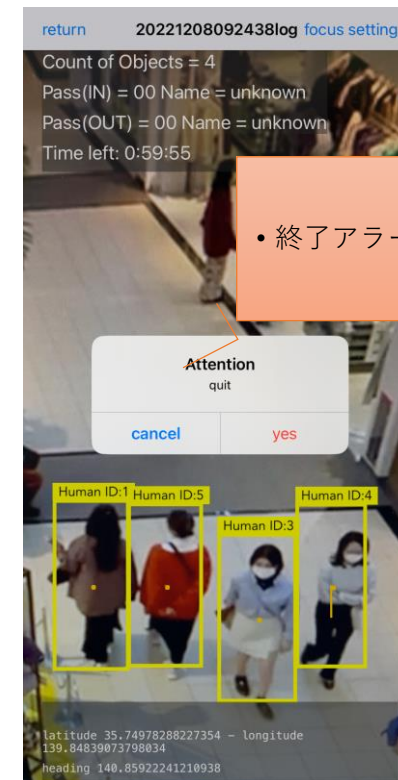 return 20221208092438log focus setting
Count of Objects = 4
Pass(IN) = 00 Name = unknown
Pass(OUT) = 00 Name = unknown
Time left: 0:59:55
• 終了アラー
Attention
quit
cancel yes
Human ID:1 Human ID:5 Human ID:4
Human ID:3
latitude 35.74978288227354 – longitude
139.84839073798034
heading 140.85922241210938